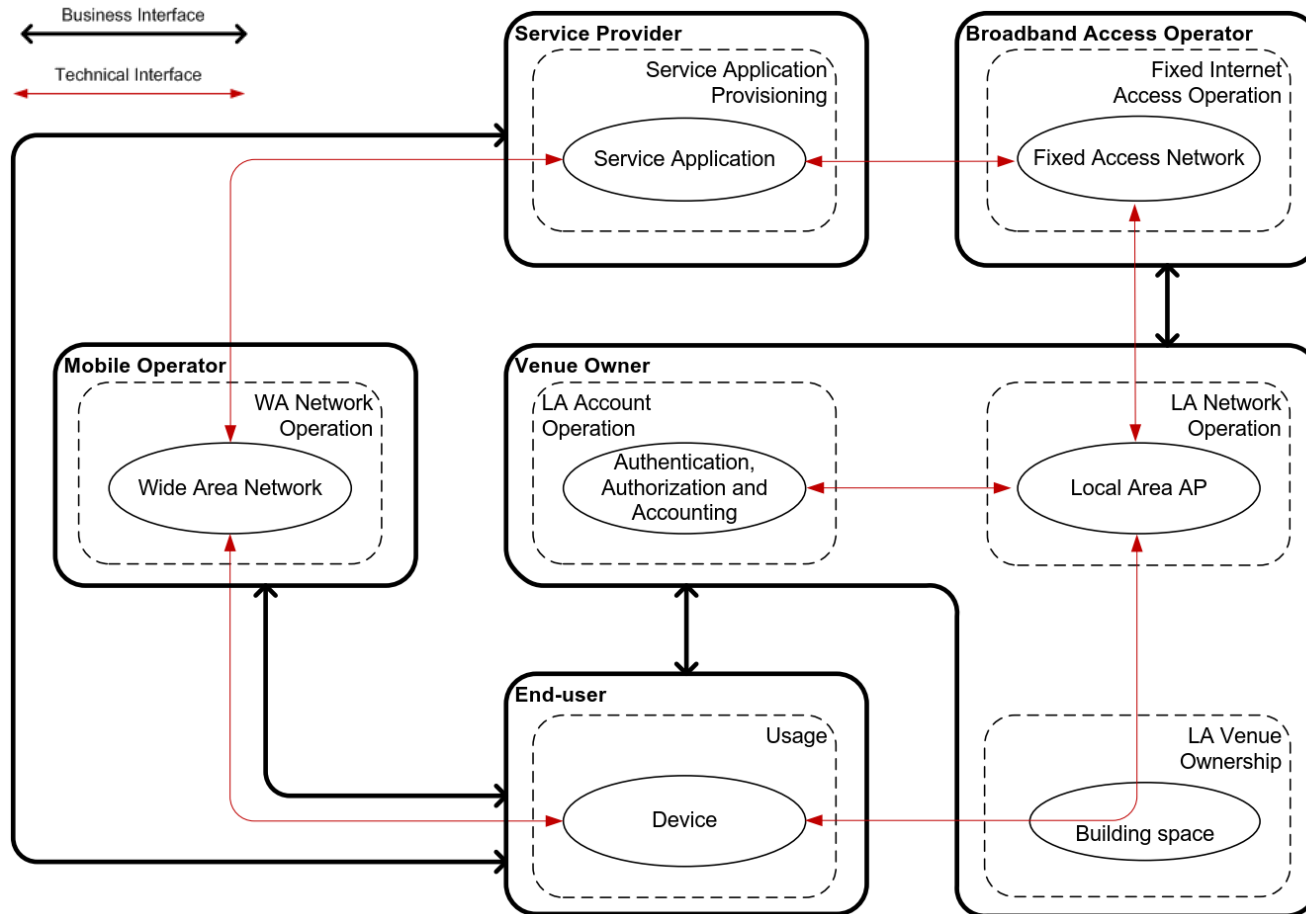 Business Interface
Technical Interface
Service Provider
Service Application
Provisioning
Service Application
Broadband Access Operator
Fixed Internet
Access Operation
Fixed Access Network
Mobile Operator
WA Network
Operation
Wide Area Network
Venue Owner
LA Account
Operation
Authentication,
Authorization and
Accounting
LA Network
Operation
Local Area AP
End-user
Usage
Device
LA Venue
Ownership
Building space